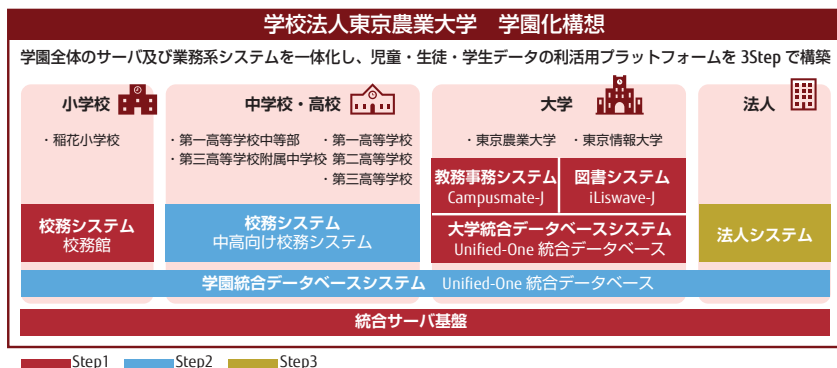 学校法人東京農業大学　学園化構想
学園全体のサーバ及び業務系システムを一体化し、児童・生徒・学生データの利活用プラットフォームを 3Step で構築
小学校
・稲花小学校
中学校・高校
・第一高等学校中等部　・第一高等学校
・第三高等学校附属中学校・第二高等学校
・第三高等学校
大学
・東京農業大学　・東京情報大学
法人
教務事務システム
Campusmate-J
図書システム
iLiswave-J
校務システム
校務館
校務システム
中高向け校務システム
大学統合データベースシステム
Unified-One 統合データベース
法人システム
学園統合データベースシステム　Unified-One 統合データベース
統合サーバ基盤
Step1　Step2　Step3